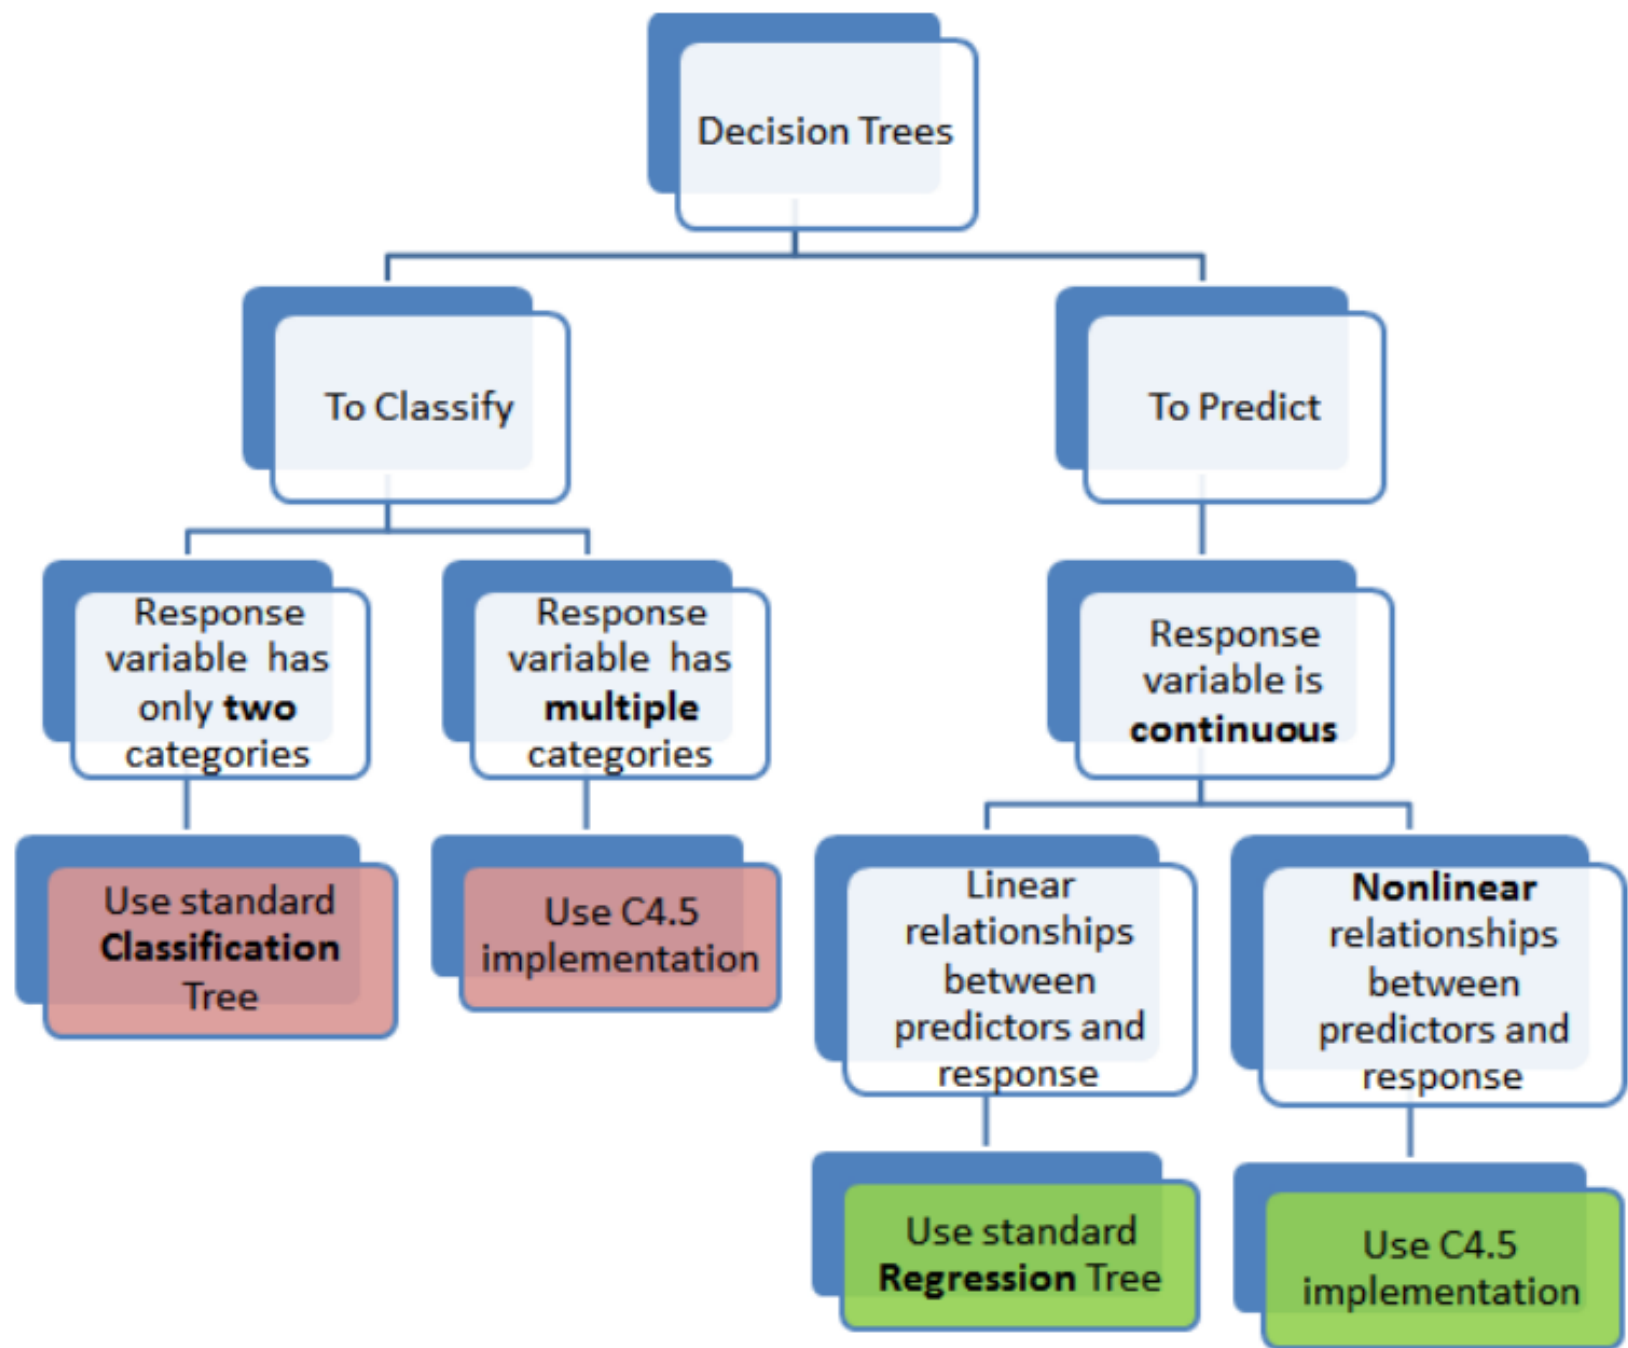 Decision Trees
To Classify
To Predict
Response
variable has
only two
categories
Response
variable has
multiple
categories
Response
variable is
continuous
Use standard
Classification
Tree
Use C4.5
implementation
Linear
relationships
between
predictors and
response
Nonlinear
relationships
between
predictors and
response
Use standard
Regression Tree
Use C4.5
implementation